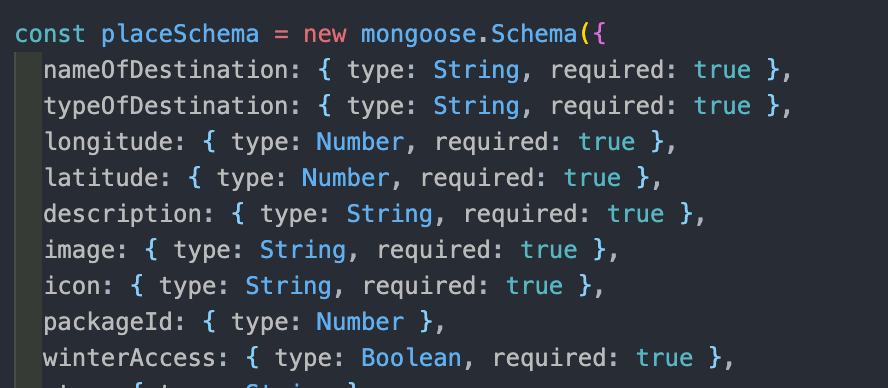 const placeSchema = new mongoose.Schema({
nameOfDestination: { type: String, required: true },
typeOfDestination: { type: String, required: true },
longitude: { type: Number, required: true },
latitude: { type: Number, required: true },
description: { type: String, required: true },
image: { type: String, required: true },
icon: { type: String, required: true },
packageId: { type: Number },
winterAccess: { type: Boolean, required: true },